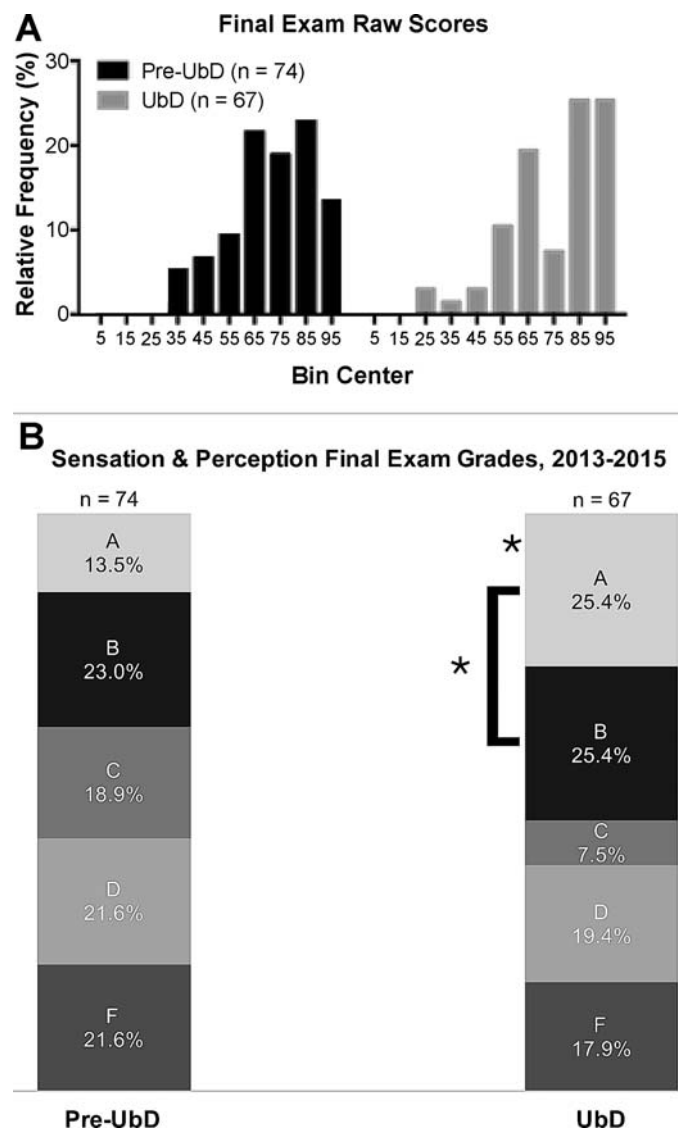 A
Final Exam Raw Scores
Relative Frequency (%)
30
20
10
0
Pre-UbD (n = 74)
UbD (n = 67)
5 15 25 35 45 55 65 75 85 95 5 15 25 35 45 55 65 75 85 95
Bin Center
B
Sensation & Perception Final Exam Grades, 2013-2015
n = 74
A
13.5%
B
23.0%
C
18.9%
D
21.6%
F
21.6%
Pre-UbD
n = 67
*
*
A
25.4%
B
25.4%
C
7.5%
D
19.4%
F
17.9%
UbD